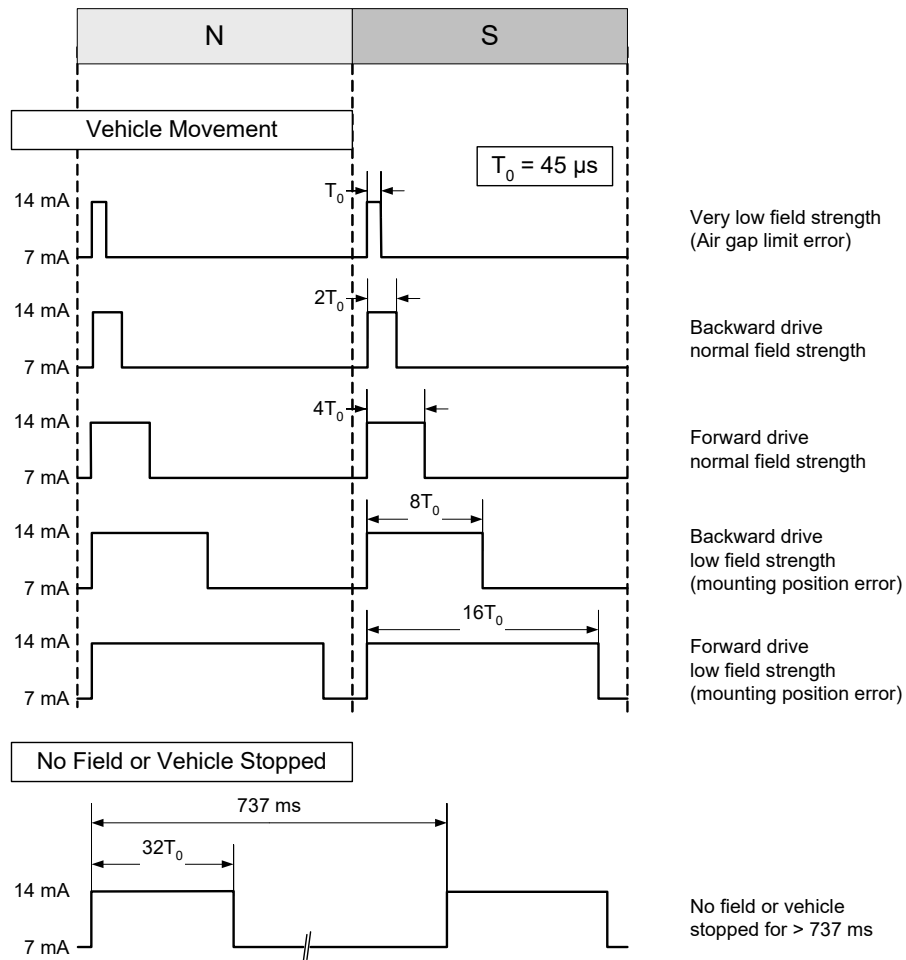 N S
Vehicle Movement
T₀ = 45 µs
T₀
14 mA
7 mA
Very low field strength
(Air gap limit error)
2T₀
14 mA
7 mA
Backward drive
normal field strength
4T₀
14 mA
7 mA
Forward drive
normal field strength
8T₀
14 mA
7 mA
Backward drive
low field strength
(mounting position error)
16T₀
14 mA
7 mA
Forward drive
low field strength
(mounting position error)
No Field or Vehicle Stopped
737 ms
32T₀
14 mA
7 mA
No field or vehicle
stopped for > 737 ms